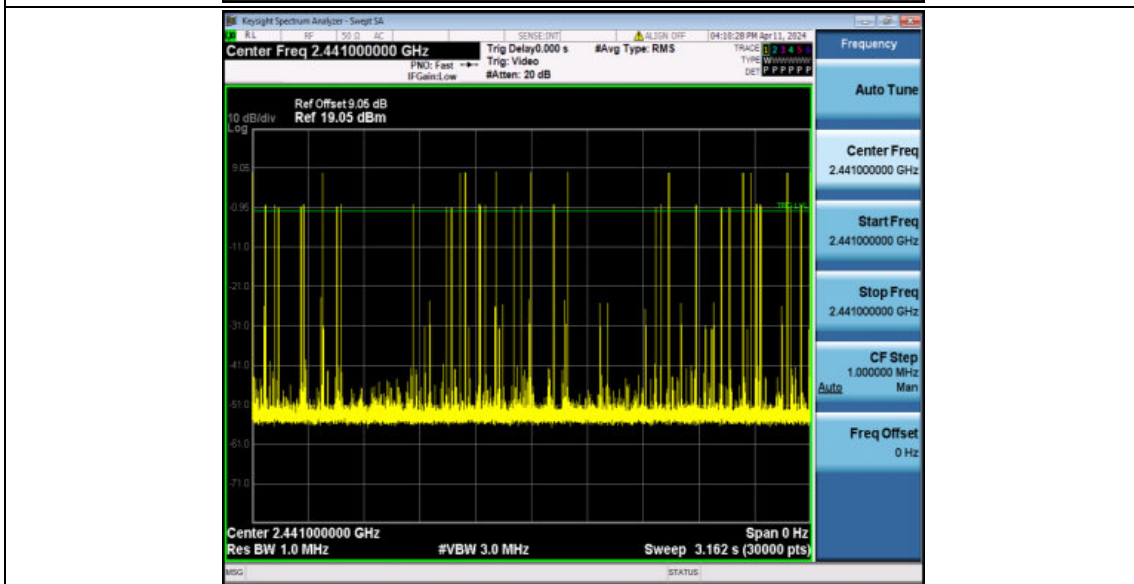 Keysight Spectrum Analyzer - Swept SA
RL RF 50 Ω AC SENSE:INT ALIGN OFF 04:18:28 PM Apr 11, 2024
Center Freq 2.441000000 GHz
PNO: Fast
IFGain:Low
Trig Delay0.000 s
Trig: Video
#Atten: 20 dB
#Avg Type: RMS
TRACE 1 2 3 4 5 6
TYPE WWWWWW
DET P P P P P P
Frequency
Auto Tune
Center Freq
2.441000000 GHz
Start Freq
2.441000000 GHz
Stop Freq
2.441000000 GHz
CF Step
1.000000 MHz
Auto Man
Freq Offset
0 Hz
Ref Offset 9.05 dB
10 dB/div Ref 19.05 dBm
Log
9.05
-0.95
TRIG LVL
-11.0
-21.0
-31.0
-41.0
-51.0
-61.0
-71.0
Center 2.441000000 GHz Span 0 Hz
Res BW 1.0 MHz #VBW 3.0 MHz Sweep 3.162 s (30000 pts)
MSG STATUS